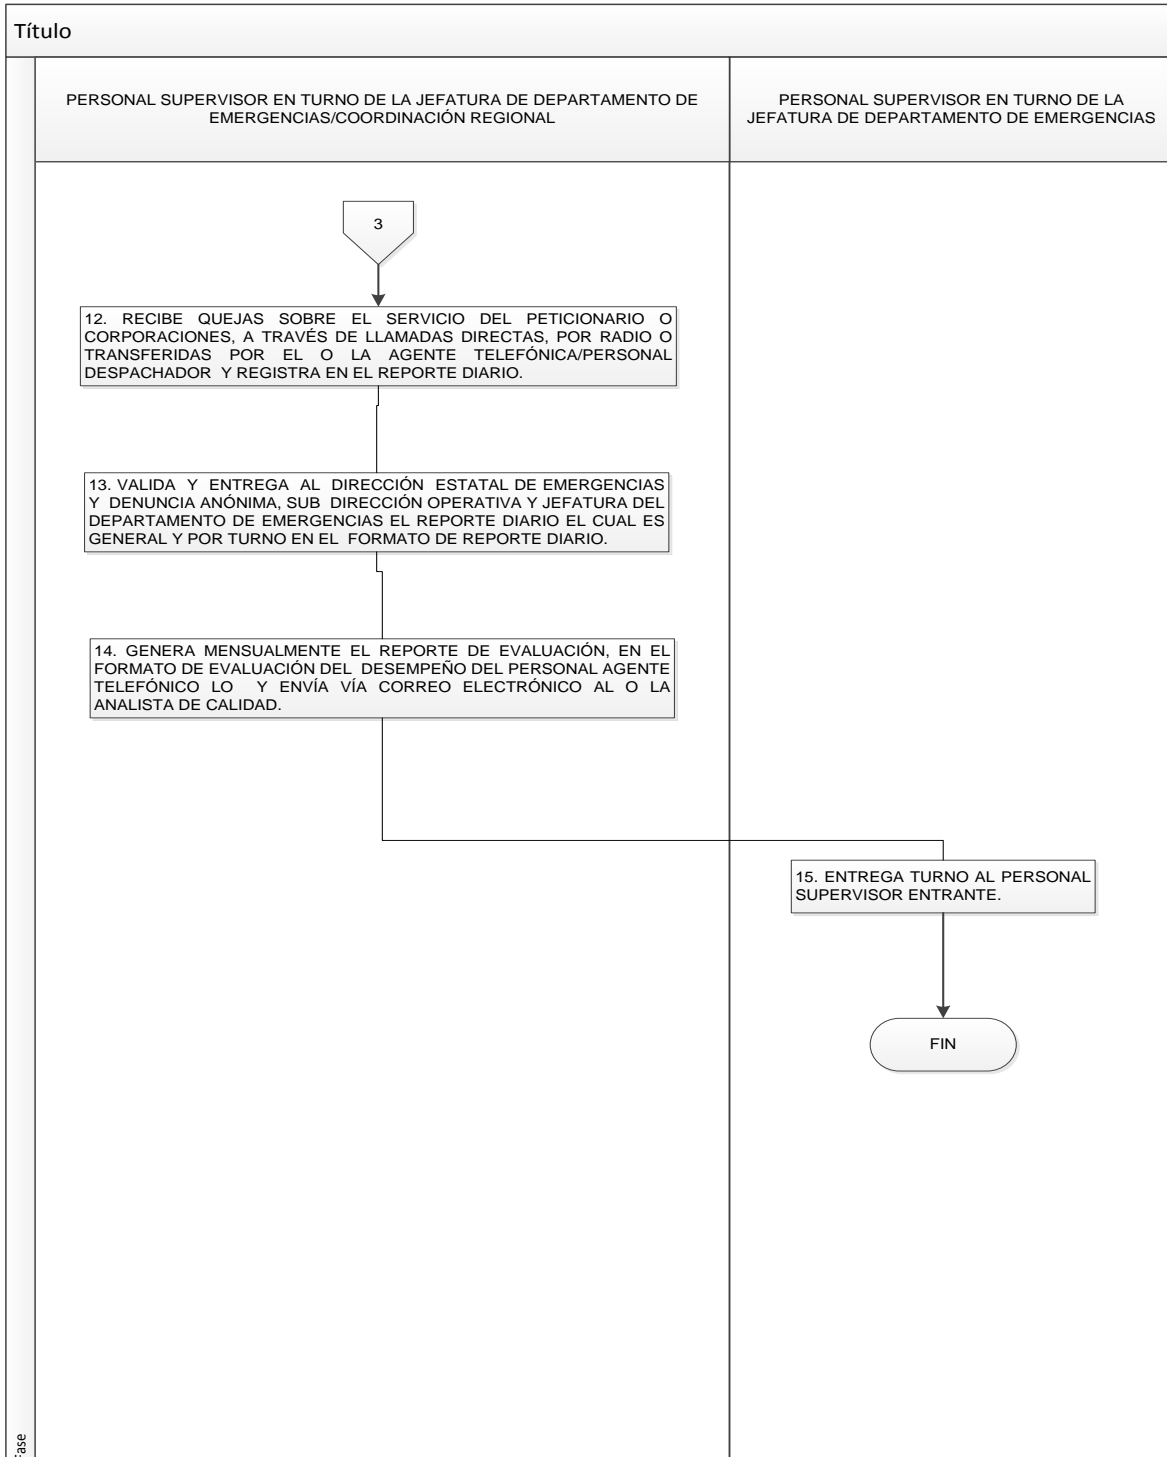 Título
PERSONAL SUPERVISOR EN TURNO DE LA JEFATURA DE DEPARTAMENTO DE
EMERGENCIAS/COORDINACIÓN REGIONAL
PERSONAL SUPERVISOR EN TURNO DE LA
JEFATURA DE DEPARTAMENTO DE EMERGENCIAS
3
12. RECIBE QUEJAS SOBRE EL SERVICIO DEL PETICIONARIO O
CORPORACIONES, A TRAVÉS DE LLAMADAS DIRECTAS, POR RADIO O
TRANSFERIDAS POR EL O LA AGENTE TELEFÓNICA/PERSONAL
DESPACHADOR Y REGISTRA EN EL REPORTE DIARIO.
13. VALIDA Y ENTREGA AL DIRECCIÓN ESTATAL DE EMERGENCIAS
Y DENUNCIA ANÓNIMA, SUB DIRECCIÓN OPERATIVA Y JEFATURA DEL
DEPARTAMENTO DE EMERGENCIAS EL REPORTE DIARIO EL CUAL ES
GENERAL Y POR TURNO EN EL FORMATO DE REPORTE DIARIO.
14. GENERA MENSUALMENTE EL REPORTE DE EVALUACIÓN, EN EL
FORMATO DE EVALUACIÓN DEL DESEMPEÑO DEL PERSONAL AGENTE
TELEFÓNICO LO Y ENVÍA VÍA CORREO ELECTRÓNICO AL O LA
ANALISTA DE CALIDAD.
15. ENTREGA TURNO AL PERSONAL
SUPERVISOR ENTRANTE.
FIN
Fase